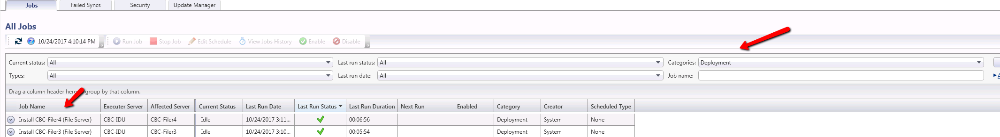 Jobs Failed Syncs Security Update Manager
All Jobs
10/24/2017 4:10:14 PM Run Job Stop Job Edit Schedule View Jobs History Enable Disable
Current status: All Last run status: All Categories: Deployment
Types: All Last run date: All Job name:
Drag a column header here group by that column.
Job Name Executer Server Affected Server Current Status Last Run Date Last Run Status Last Run Duration Next Run Enabled Category Creator Scheduled Type
Install CBC-Filer4 (File Server) CBC-IDU CBC-Filer4 Idle 10/24/2017 3:11... 00:06:56 Deployment System None
Install CBC-Filer3 (File Server) CBC-IDU CBC-Filer3 Idle 10/24/2017 3:10... 00:05:54 Deployment System None